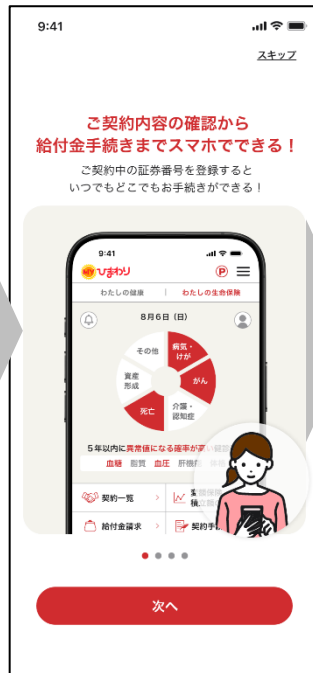 9:41
スキップ
ご契約内容の確認から
給付金手続きまでスマホでできる！
ご契約中の証券番号を登録すると
いつでもどこでもお手続きができる！
9:41
MYひまわり
P
わたしの健康 わたしの生命保険
8月6日（日）
その他 病気・けが
資産形成 がん
死亡 介護・認知症
5年以内に異常値になる確率が高い
血糖 脂質 血圧 肝機
契約一覧
給付金請求 契約手
次へ